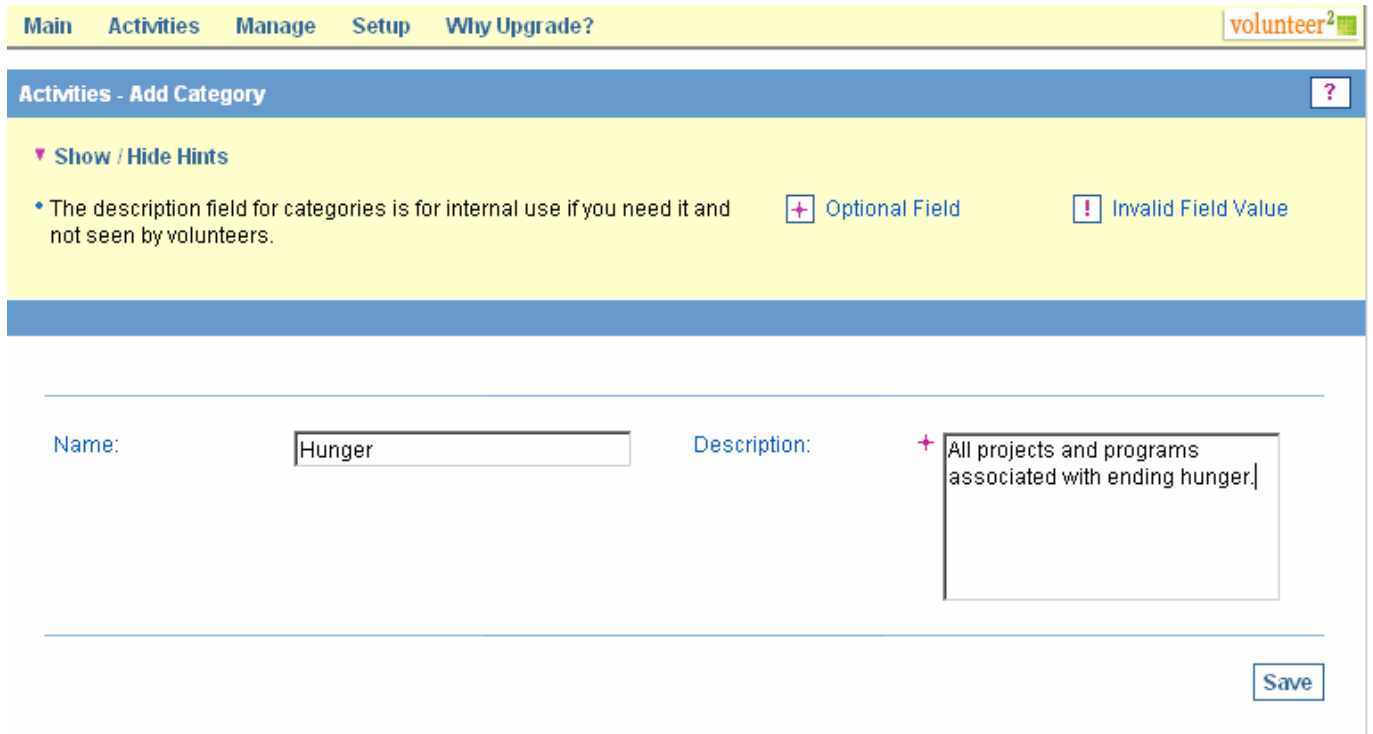 Main Activities Manage Setup Why Upgrade? volunteer²
Activities - Add Category ?
Show / Hide Hints
• The description field for categories is for internal use if you need it and
not seen by volunteers.
Optional Field
! Invalid Field Value
Name: Hunger
Description: All projects and programs
associated with ending hunger.
Save